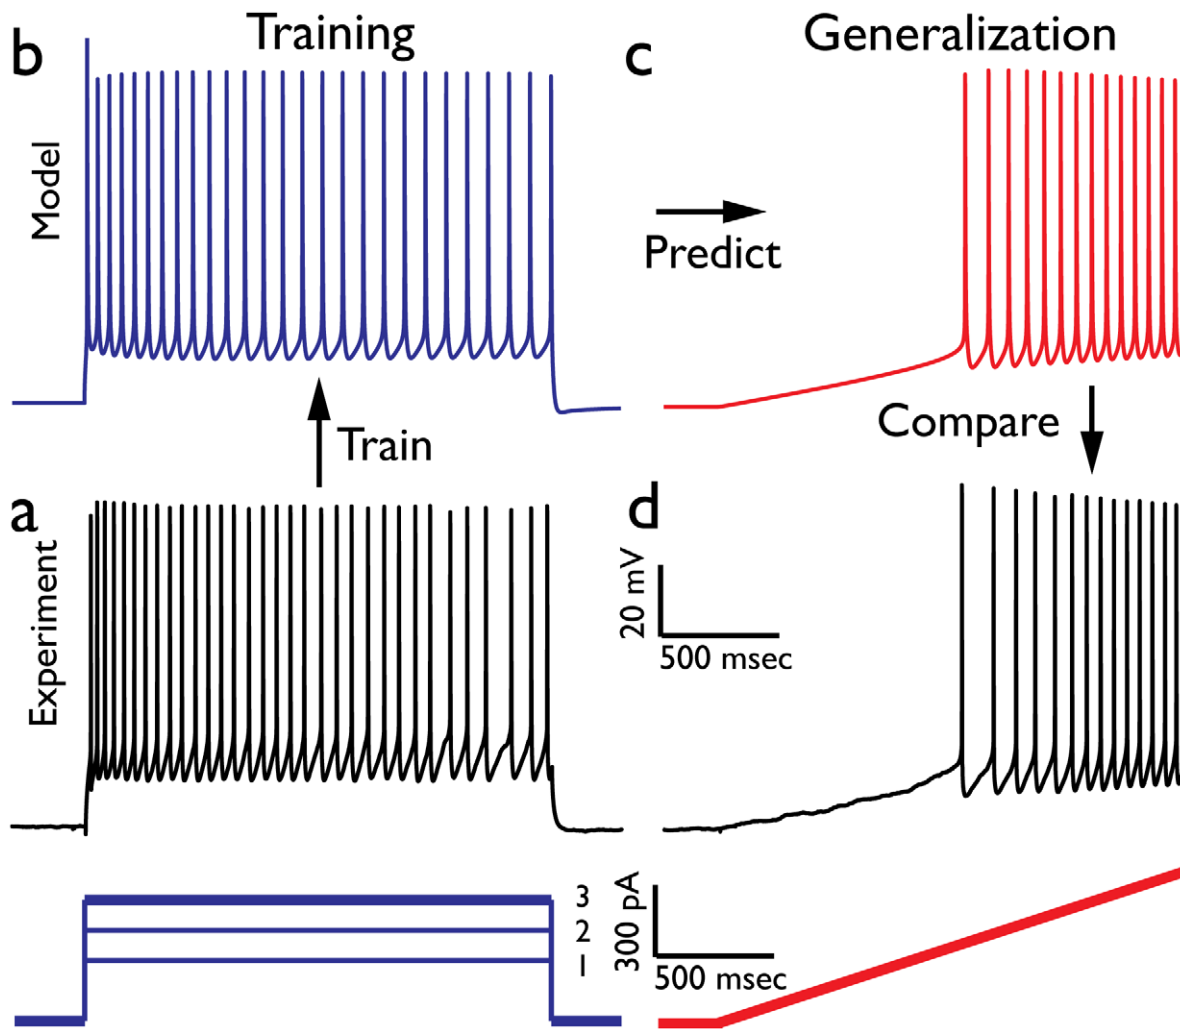 b
Training
c
Generalization
Model
Predict
Train
Compare
a
d
Experiment
20 mV
500 msec
3
2
1
300 pA
500 msec